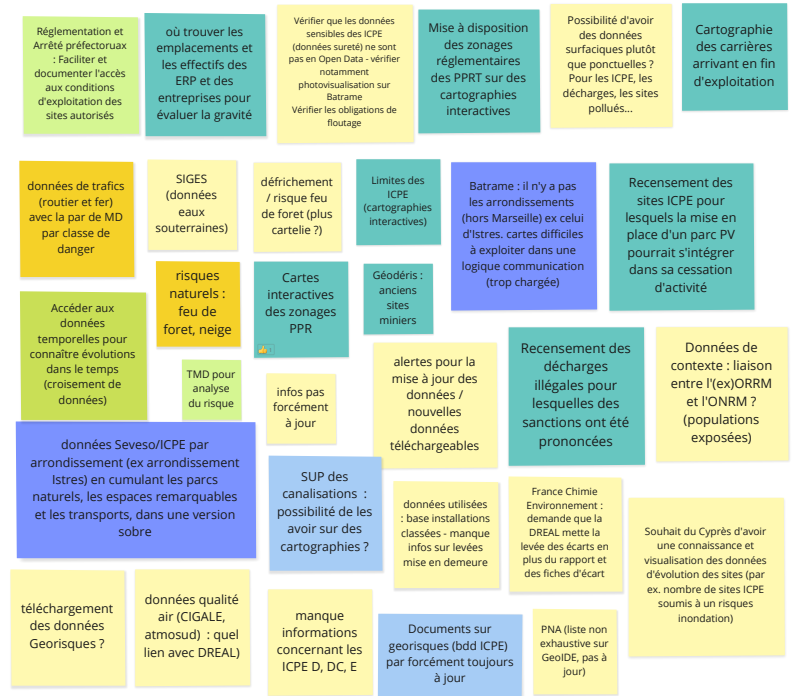 Réglementation et
Arrêté préfectoruax
: Faciliter et
documenter l'accès
aux conditions
d'exploitation des
sites autorisés
où trouver les
emplacements et
les effectifs des
ERP et des
entreprises pour
évaluer la gravité
Vérifier que les données
sensibles des ICPE
(données sureté) ne sont
pas en Open Data - vérifier
notamment
photovisualisation sur
Batrame
Vérifier les obligations de
floutage
Mise à disposition
des zonages
réglementaires
des PPRT sur des
cartographies
interactives
Possibilité d'avoir
des données
surfaciques plutôt
que ponctuelles ?
Pour les ICPE, les
décharges, les sites
pollués...
Cartographie
des carrières
arrivant en fin
d'exploitation
données de trafics
(routier et fer)
avec la par de MD
par classe de
danger
SIGES
(données
eaux
souterraines)
défrichement
/ risque feu
de foret (plus
cartelie ?)
Limites des
ICPE
(cartographies
interactives)
Batrame : il n'y a pas
les arrondissements
(hors Marseille) ex celui
d'Istres. cartes difficiles
à exploiter dans une
logique communication
(trop chargée)
Recensement des
sites ICPE pour
lesquels la mise en
place d'un parc PV
pourrait s'intégrer
dans sa cessation
d'activité
Accéder aux
données
temporelles pour
connaître évolutions
dans le temps
(croisement de
données)
risques
naturels :
feu de
foret, neige
Cartes
interactives
des zonages
PPR
Géodéris :
anciens
sites
miniers
TMD pour
analyse
du risque
infos pas
forcément
à jour
alertes pour la
mise à jour des
données /
nouvelles
données
téléchargeables
Recensement des
décharges
illégales pour
lesquelles des
sanctions ont été
prononcées
Données de
contexte : liaison
entre l'(ex)ORRM
et l'ONRM ?
(populations
exposées)
données Seveso/ICPE par
arrondissement (ex arrondissement
Istres) en cumulant les parcs
naturels, les espaces remarquables
et les transports, dans une version
sobre
SUP des
canalisations :
possibilité de les
avoir sur des
cartographies ?
données utilisées
: base installations
classées - manque
infos sur levées
mise en demeure
France Chimie
Environnement :
demande que la
DREAL mette la
levée des écarts en
plus du rapport et
des fiches d'écart
Souhait du Cyprès d'avoir
une connaissance et
visualisation des données
d'évolution des sites (par
ex. nombre de sites ICPE
soumis à un risques
inondation)
téléchargement
des données
Georisques ?
données qualité
air (CIGALE,
atmosud) : quel
lien avec DREAL)
manque
informations
concernant les
ICPE D, DC, E
Documents sur
georisques (bdd ICPE)
par forcément toujours
à jour
PNA (liste non
exhaustive sur
GeoIDE, pas à
jour)